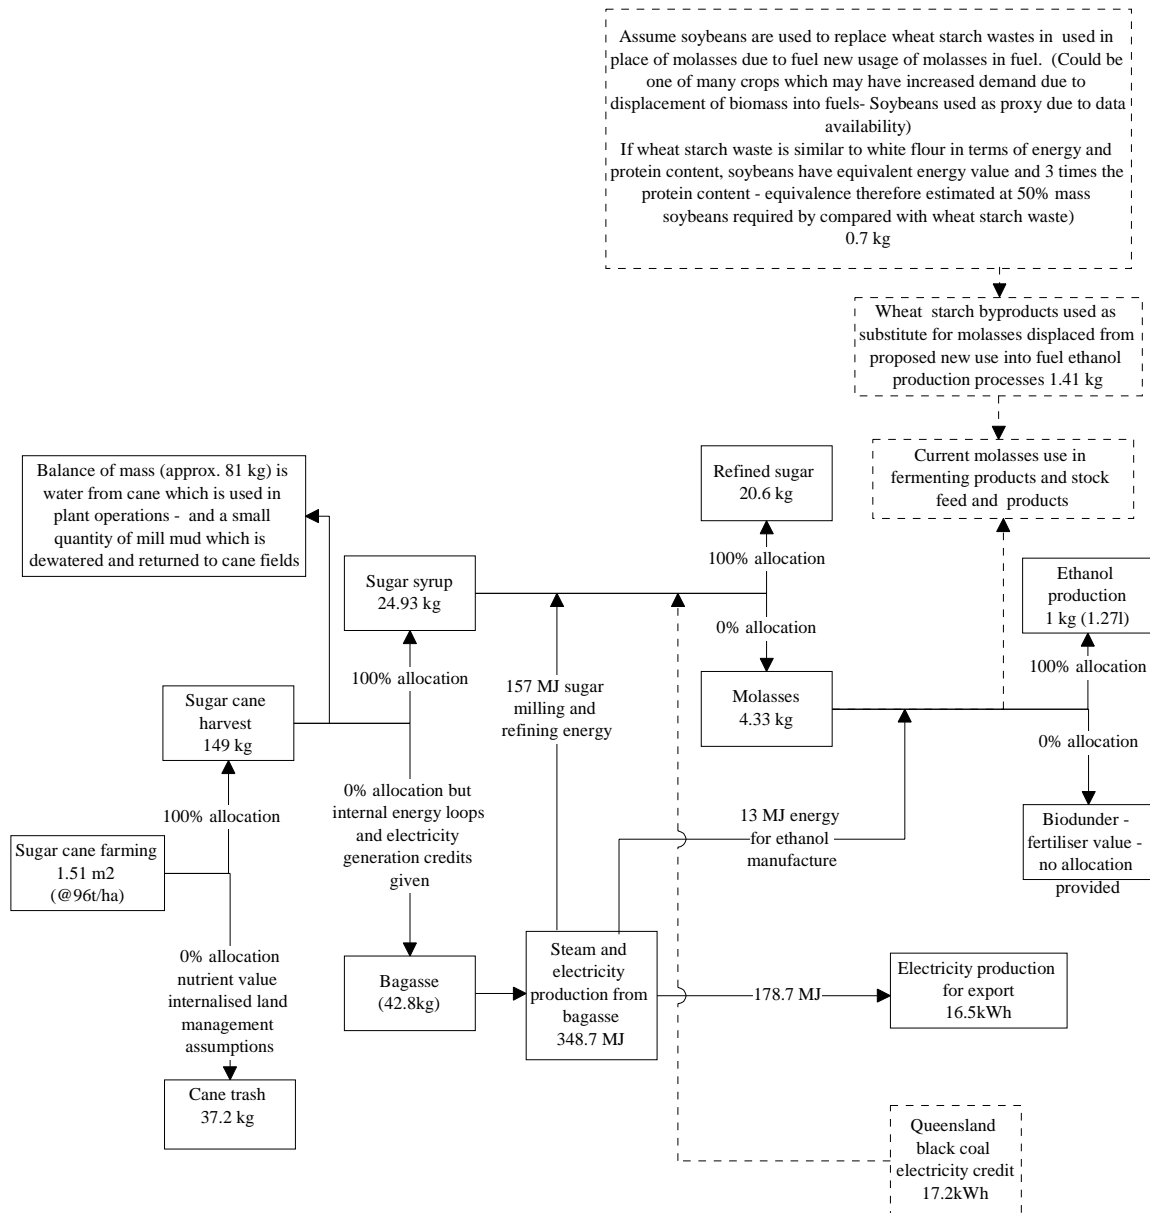 Assume soybeans are used to replace wheat starch wastes in  used in
place of molasses due to fuel new usage of molasses in fuel.  (Could be
one of many crops which may have increased demand due to
displacement of biomass into fuels- Soybeans used as proxy due to data
availability)
If wheat starch waste is similar to white flour in terms of energy and
protein content, soybeans have equivalent energy value and 3 times the
protein content - equivalence therefore estimated at 50% mass
soybeans required by compared with wheat starch waste)
0.7 kg
Wheat  starch byproducts used as
substitute for molasses displaced from
proposed new use into fuel ethanol
production processes 1.41 kg
Current molasses use in
fermenting products and stock
feed and  products
Balance of mass (approx. 81 kg) is
water from cane which is used in
plant operations -  and a small
quantity of mill mud which is
dewatered and returned to cane fields
Refined sugar
20.6 kg
100% allocation
Sugar syrup
24.93 kg
0% allocation
Ethanol
production
1 kg (1.27l)
100% allocation
100% allocation
157 MJ sugar
milling and
refining energy
Molasses
4.33 kg
0% allocation
Sugar cane
harvest
149 kg
0% allocation but
internal energy loops
and electricity
generation credits
given
13 MJ energy
for ethanol
manufacture
Biodunder -
fertiliser value -
no allocation
provided
100% allocation
Sugar cane farming
1.51 m2
(@96t/ha)
0% allocation
nutrient value
internalised land
management
assumptions
Bagasse
(42.8kg)
Steam and
electricity
production from
bagasse
348.7 MJ
178.7 MJ
Electricity production
for export
16.5kWh
Cane trash
37.2 kg
Queensland
black coal
electricity credit
17.2kWh